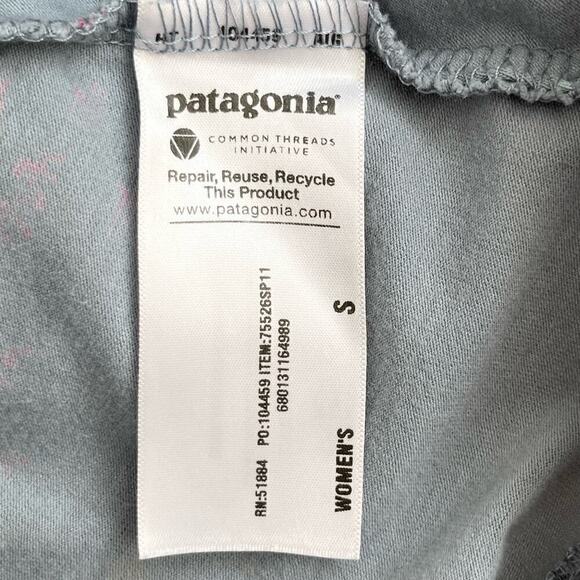 104459
patagonia®
COMMON THREADS
INITIATIVE
Repair, Reuse, Recycle
This Product
www.patagonia.com
RN:51884 PO:104459 ITEM:75526SP11
680131164989
WOMEN'S S